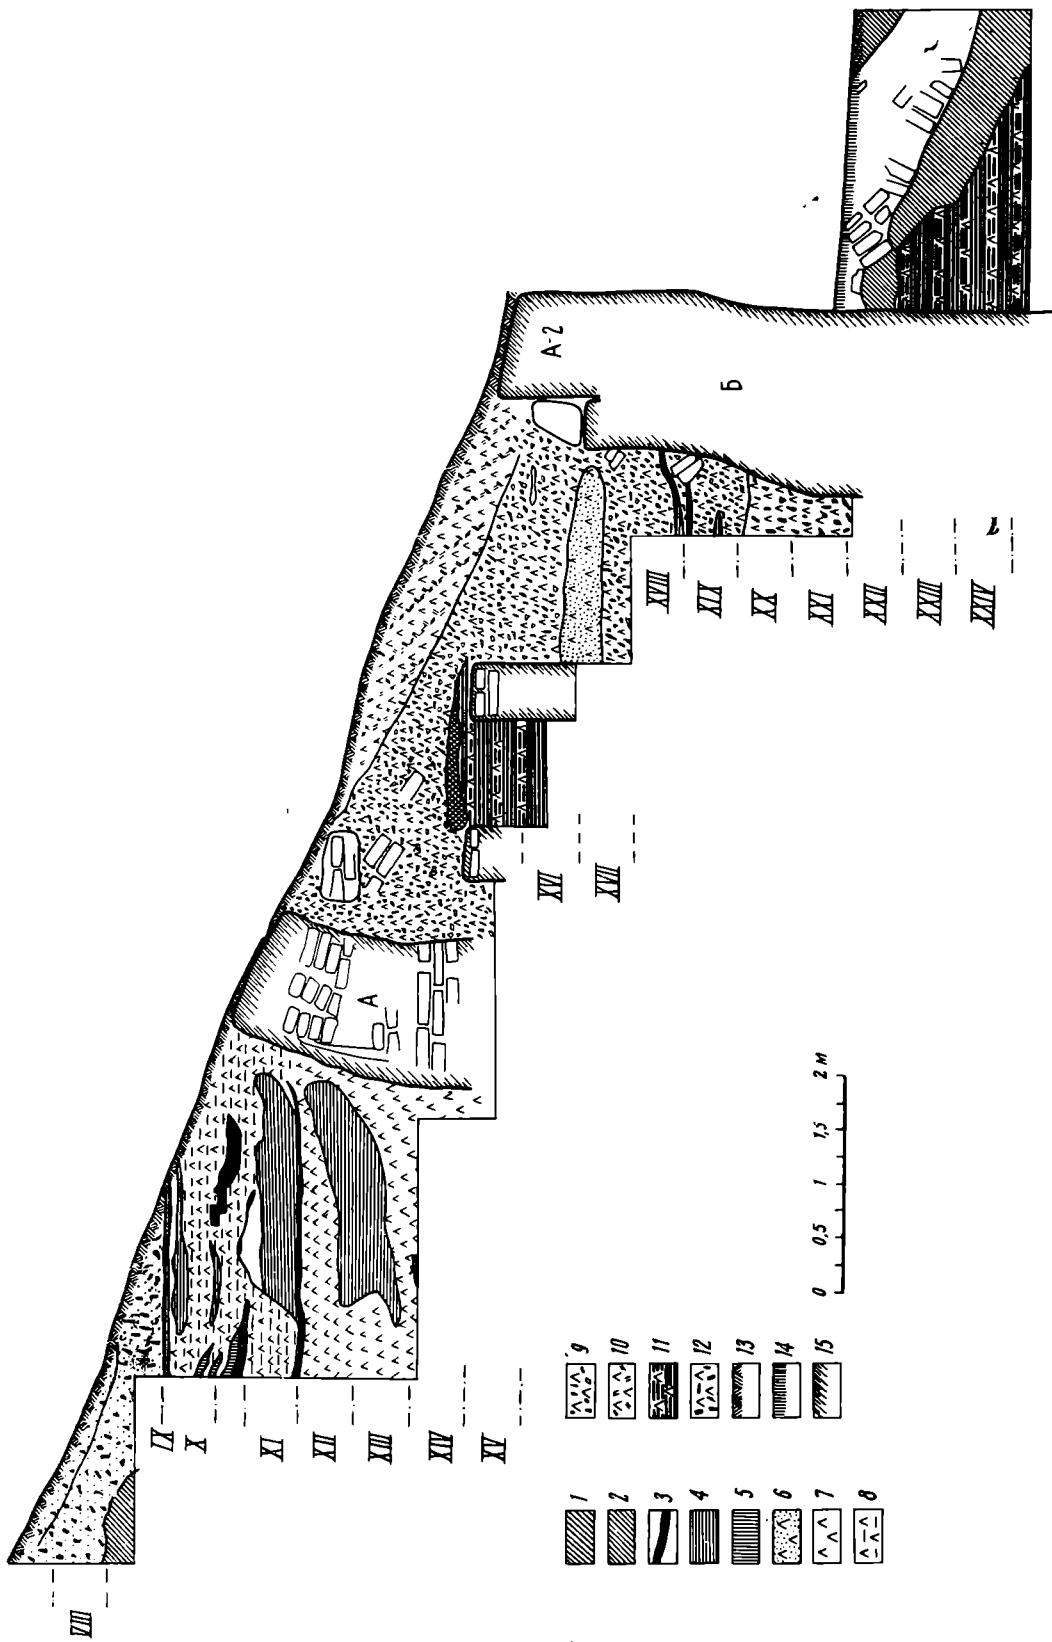 VIII
IX
X
XI
XII
XIII
XIV
XV
XVI
XVII
XVIII
XIX
XX
XXI
XXII
XXIII
XXIV
А
А-2
Б
0 0,5 1 1,5 2 м
1
2
3
4
5
6
7
8
9
10
11
12
13
14
15